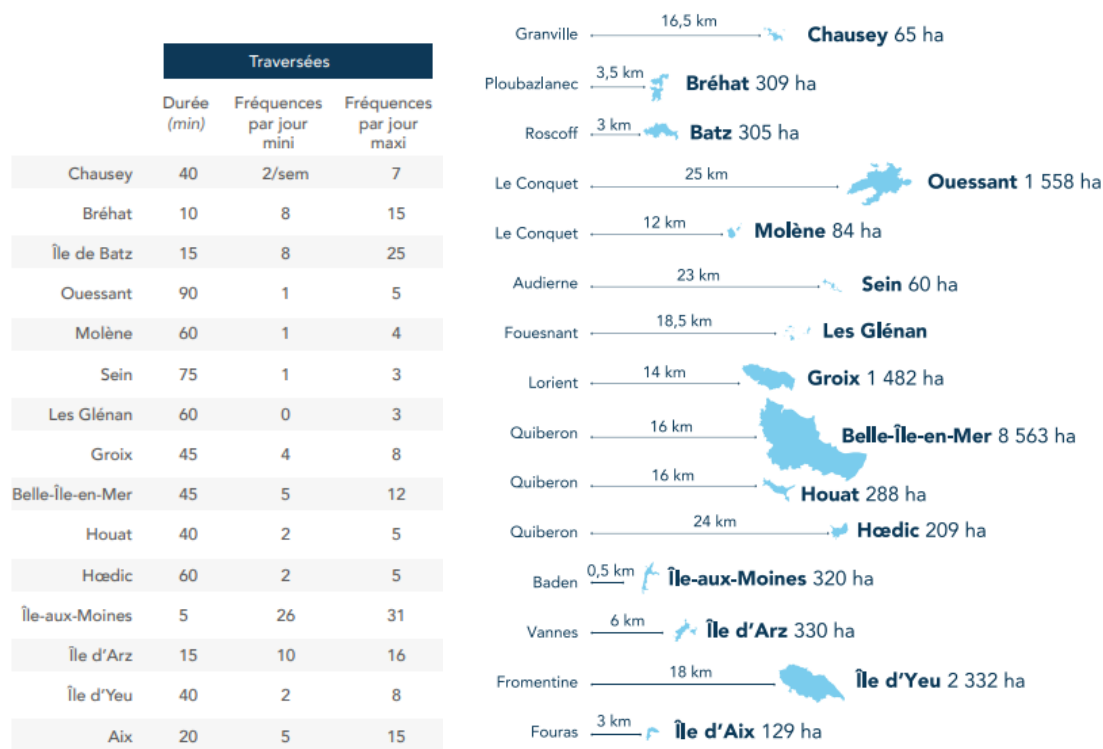 Traversées
Durée
(min)
Fréquences
par jour
mini
Fréquences
par jour
maxi
Chausey 40 2/sem 7
Bréhat 10 8 15
Île de Batz 15 8 25
Ouessant 90 1 5
Molène 60 1 4
Sein 75 1 3
Les Glénan 60 0 3
Groix 45 4 8
Belle-Île-en-Mer 45 5 12
Houat 40 2 5
Hœdic 60 2 5
Île-aux-Moines 5 26 31
Île d'Arz 15 10 16
Île d'Yeu 40 2 8
Aix 20 5 15
Granville 16,5 km Chausey 65 ha
Ploubazlanec 3,5 km Bréhat 309 ha
Roscoff 3 km Batz 305 ha
Le Conquet 25 km Ouessant 1 558 ha
Le Conquet 12 km Molène 84 ha
Audierne 23 km Sein 60 ha
Fouesnant 18,5 km Les Glénan
Lorient 14 km Groix 1 482 ha
Quiberon 16 km Belle-Île-en-Mer 8 563 ha
Quiberon 16 km Houat 288 ha
Quiberon 24 km Hœdic 209 ha
Baden 0,5 km Île-aux-Moines 320 ha
Vannes 6 km Île d'Arz 330 ha
Fromentine 18 km Île d'Yeu 2 332 ha
Fouras 3 km Île d'Aix 129 ha